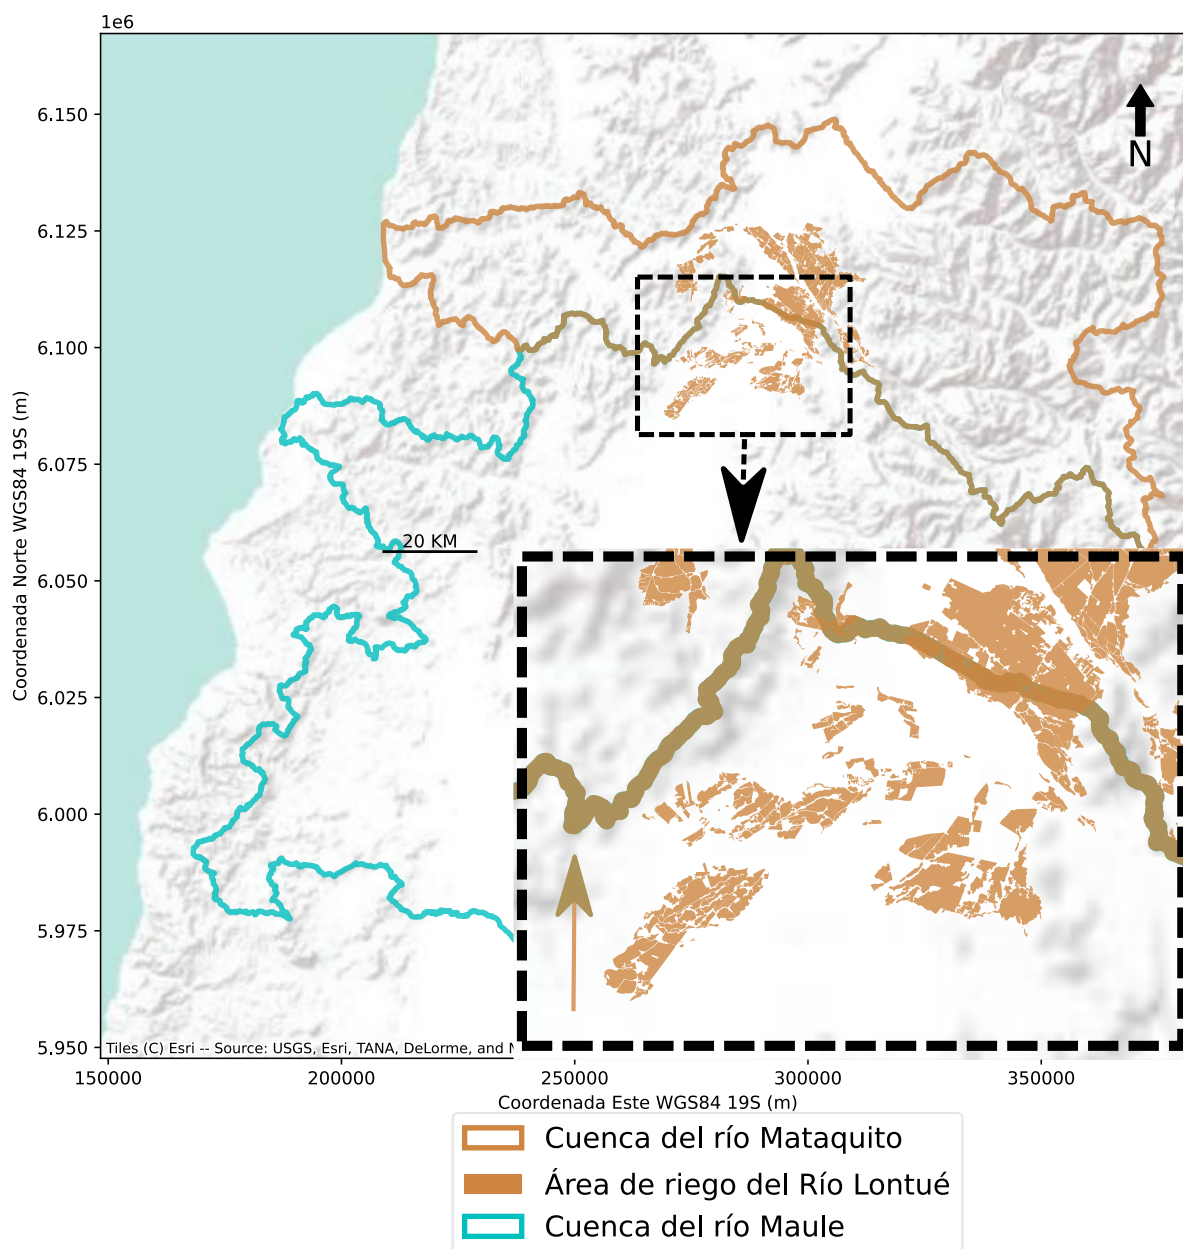 1e6
6.150
6.125
6.100
6.075
6.050
6.025
6.000
5.975
5.950
Coordenada Norte WGS84 19S (m)
N
20 KM
Tiles (C) Esri -- Source: USGS, Esri, TANA, DeLorme, and
150000 200000 250000 300000 350000
Coordenada Este WGS84 19S (m)
Cuenca del río Mataquito
Área de riego del Río Lontué
Cuenca del río Maule